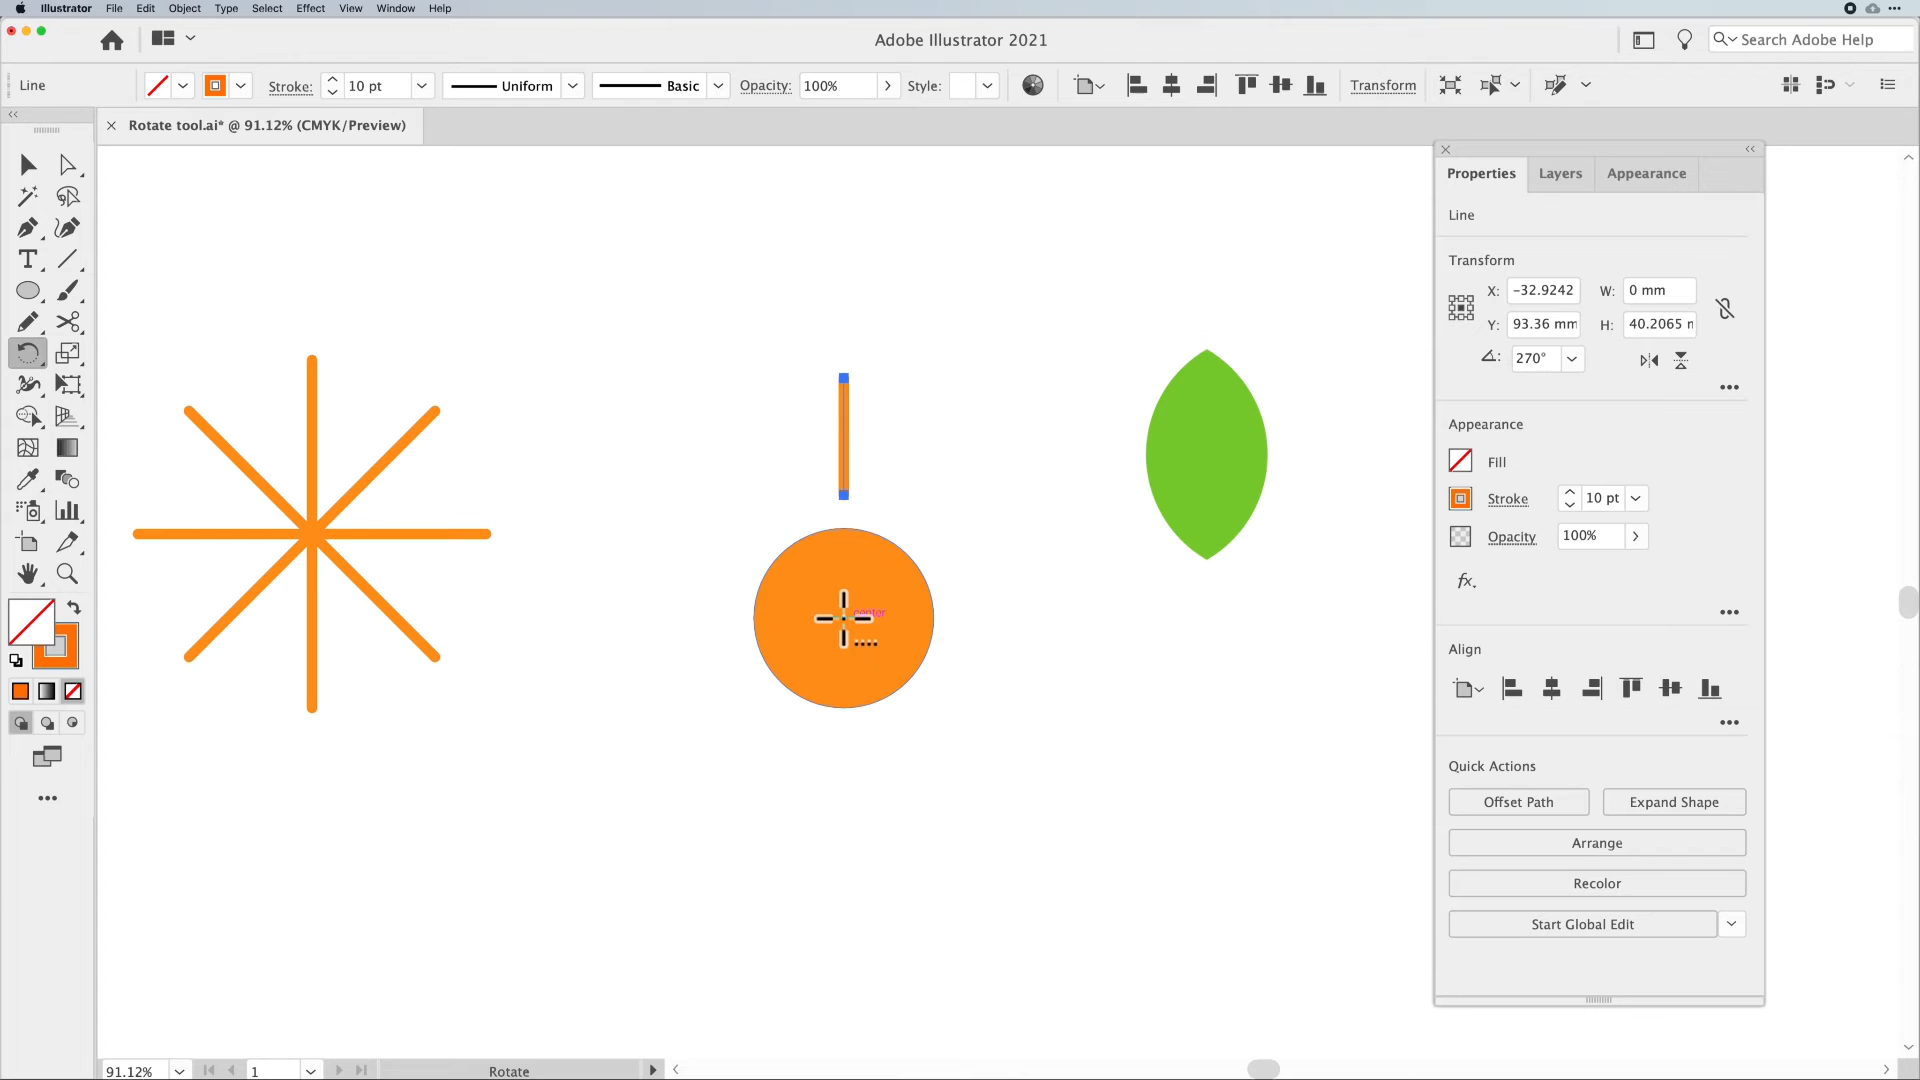 Illustrator File Edit Object Type Select Effect View Window Help
Adobe Illustrator 2021
Search Adobe Help
Line
Stroke: 10 pt Uniform Basic Opacity: 100% Style: Transform
Rotate tool.ai* @ 91.12% (CMYK/Preview)
Properties Layers Appearance
Line
Transform
X: -32.9242 W: 0 mm
Y: 93.36 mm H: 40.2065 m
270°
Appearance
Fill
Stroke 10 pt
Opacity 100%
fx
center
Align
Quick Actions
Offset Path Expand Shape
Arrange
Recolor
Start Global Edit
91.12% 1 Rotate